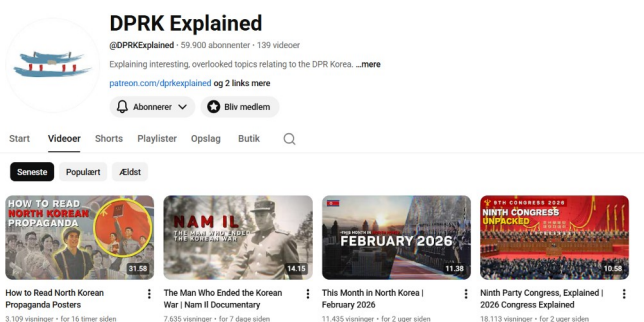 DPRK Explained
@DPRKExplained · 59.900 abonnenter · 139 videoer
Explaining interesting, overlooked topics relating to the DPR Korea. ...mere
patreon.com/dprkexplained og 2 links mere
Abonnerer
Bliv medlem
Start Videoer Shorts Playlister Opslag Butik
Seneste Populært Ældst
HOW TO READ
NORTH KOREAN
PROPAGANDA
31.58
NAM IL
THE MAN WHO ENDED
THE KOREAN WAR
14.15
THIS MONTH IN
FEBRUARY 2026
11.38
9TH CONGRESS 2026
NINTH CONGRESS
UNPACKED
10.58
How to Read North Korean
Propaganda Posters
3.109 visninger · for 16 timer siden
The Man Who Ended the Korean
War | Nam Il Documentary
7.635 visninger · for 7 dage siden
This Month in North Korea |
February 2026
11.435 visninger · for 2 uger siden
Ninth Party Congress, Explained |
2026 Congress Explained
18.113 visninger · for 2 uger siden